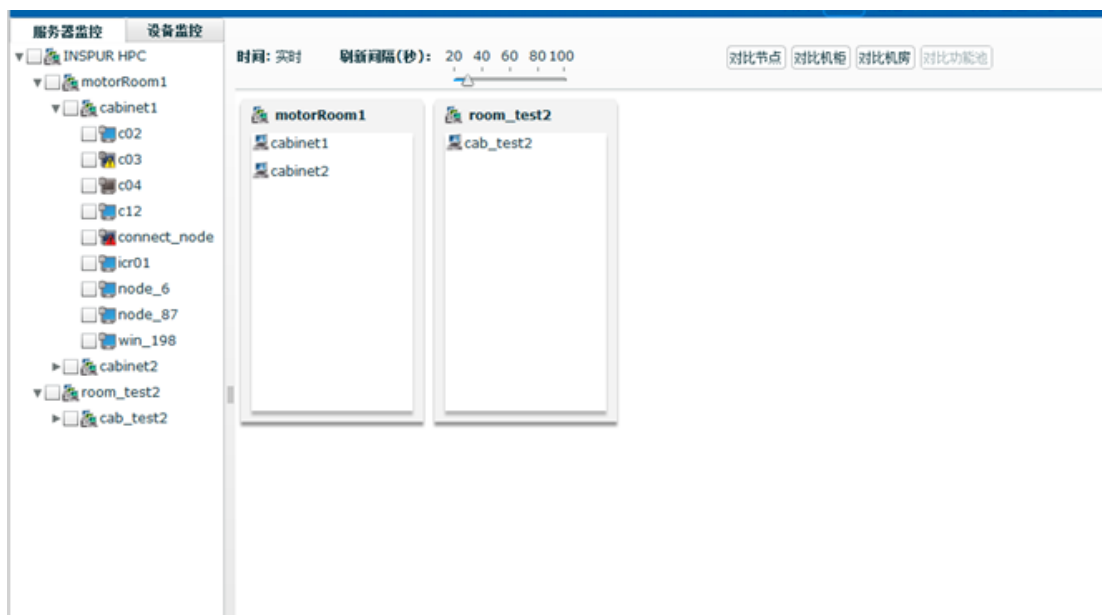 服务器监控 设备监控
INSPUR HPC
motorRoom1
cabinet1
c02
c03
c04
c12
connect_node
icr01
node_6
node_87
win_198
cabinet2
room_test2
cab_test2
时间: 实时 刷新间隔(秒): 20 40 60 80 100 对比节点 对比机柜 对比机房 对比功能池
motorRoom1
cabinet1
cabinet2
room_test2
cab_test2